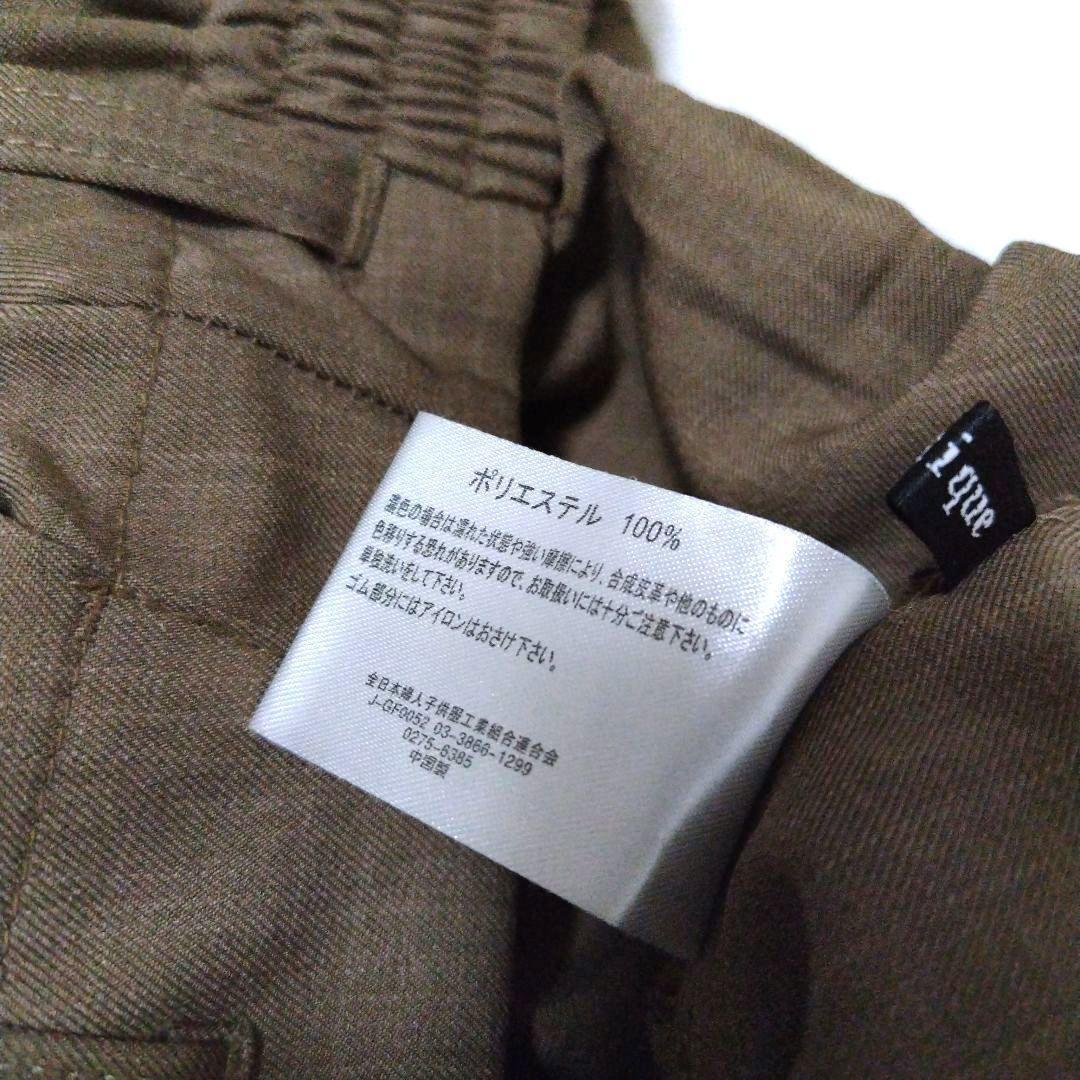 ポリエステル 100%
濃色の場合は濡れた状態や強い摩擦により、合成皮革や他のものに
色移りする恐れがありますので、お取扱いには十分ご注意下さい。
単独洗いをして下さい。
ゴム部分にはアイロンはおさけ下さい。
全日本婦人子供服工業組合連合会
J-GF0052 03-3866-1299
0275-6385
中国製
ique